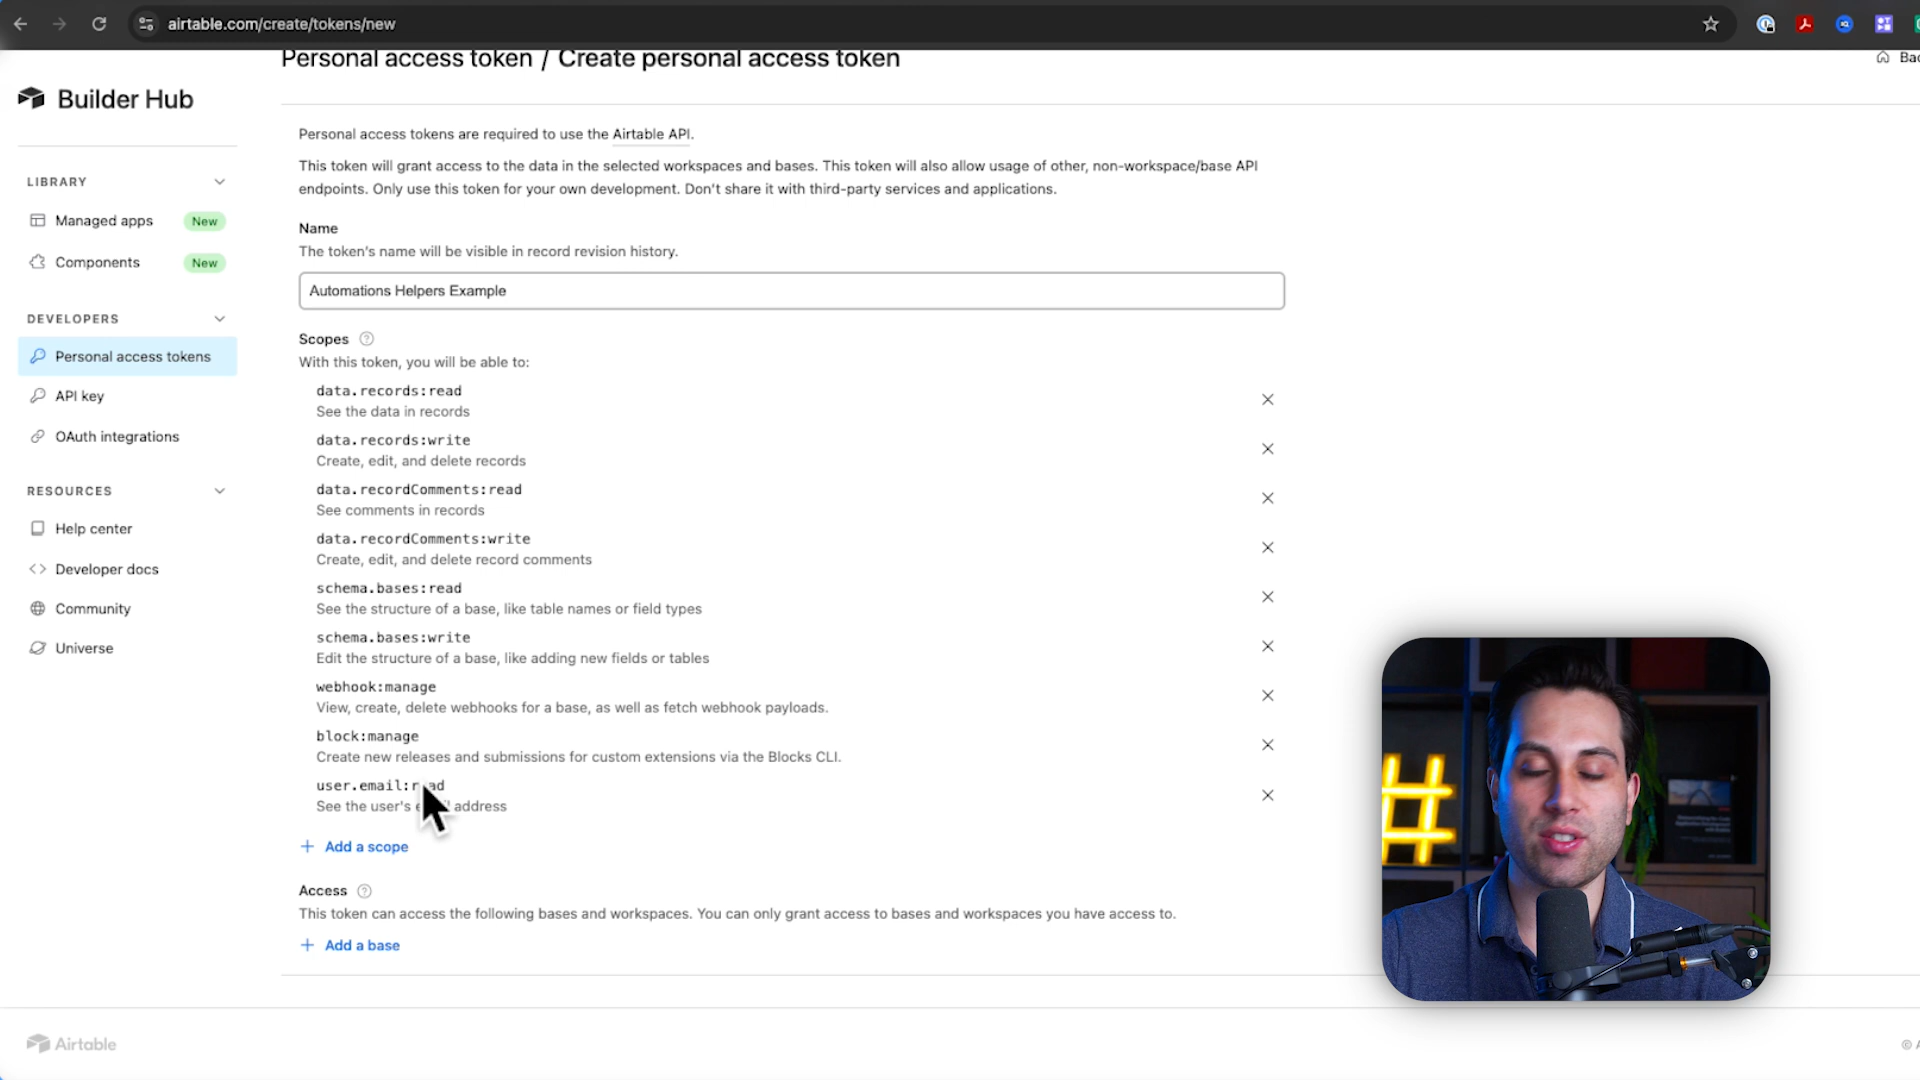 airtable.com/create/tokens/new
Personal access token / Create personal access token
Builder Hub
Personal access tokens are required to use the Airtable API.
This token will grant access to the data in the selected workspaces and bases. This token will also allow usage of other, non-workspace/base API
endpoints. Only use this token for your own development. Don't share it with third-party services and applications.
LIBRARY
Managed apps New
Components New
DEVELOPERS
Personal access tokens
API key
OAuth integrations
RESOURCES
Help center
Developer docs
Community
Universe
Name
The token's name will be visible in record revision history.
Automations Helpers Example
Scopes
With this token, you will be able to:
data.records:read
See the data in records
data.records:write
Create, edit, and delete records
data.recordComments:read
See comments in records
data.recordComments:write
Create, edit, and delete record comments
schema.bases:read
See the structure of a base, like table names or field types
schema.bases:write
Edit the structure of a base, like adding new fields or tables
webhook:manage
View, create, delete webhooks for a base, as well as fetch webhook payloads.
block:manage
Create new releases and submissions for custom extensions via the Blocks CLI.
user.email:read
See the user's email address
+ Add a scope
Access
This token can access the following bases and workspaces. You can only grant access to bases and workspaces you have access to.
+ Add a base
#
Airtable